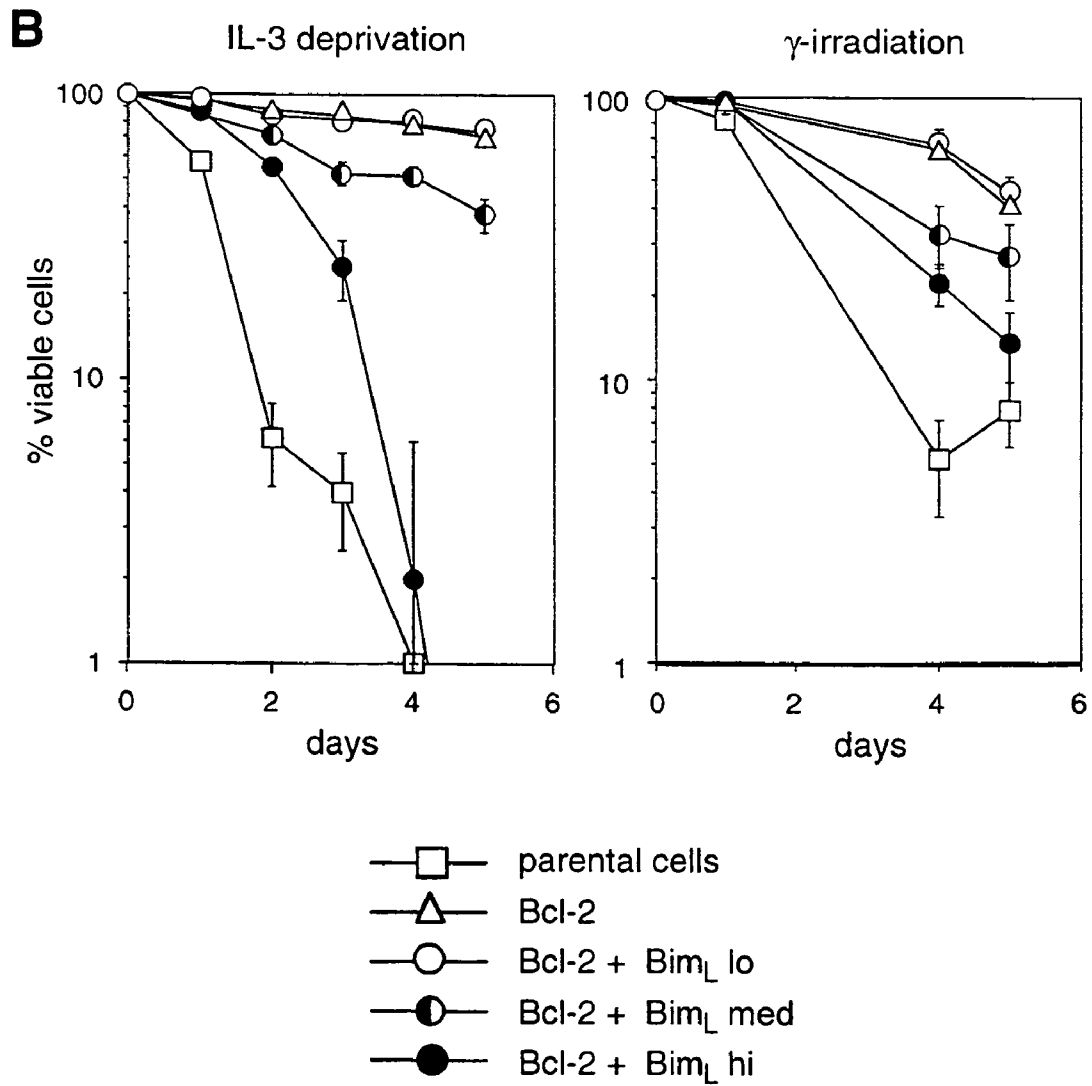 B
IL-3 deprivation
γ-irradiation
% viable cells
100
10
1
0 2 4 6
days
100
10
1
0 2 4 6
days
parental cells
Bcl-2
Bcl-2 + BimL lo
Bcl-2 + BimL med
Bcl-2 + BimL hi